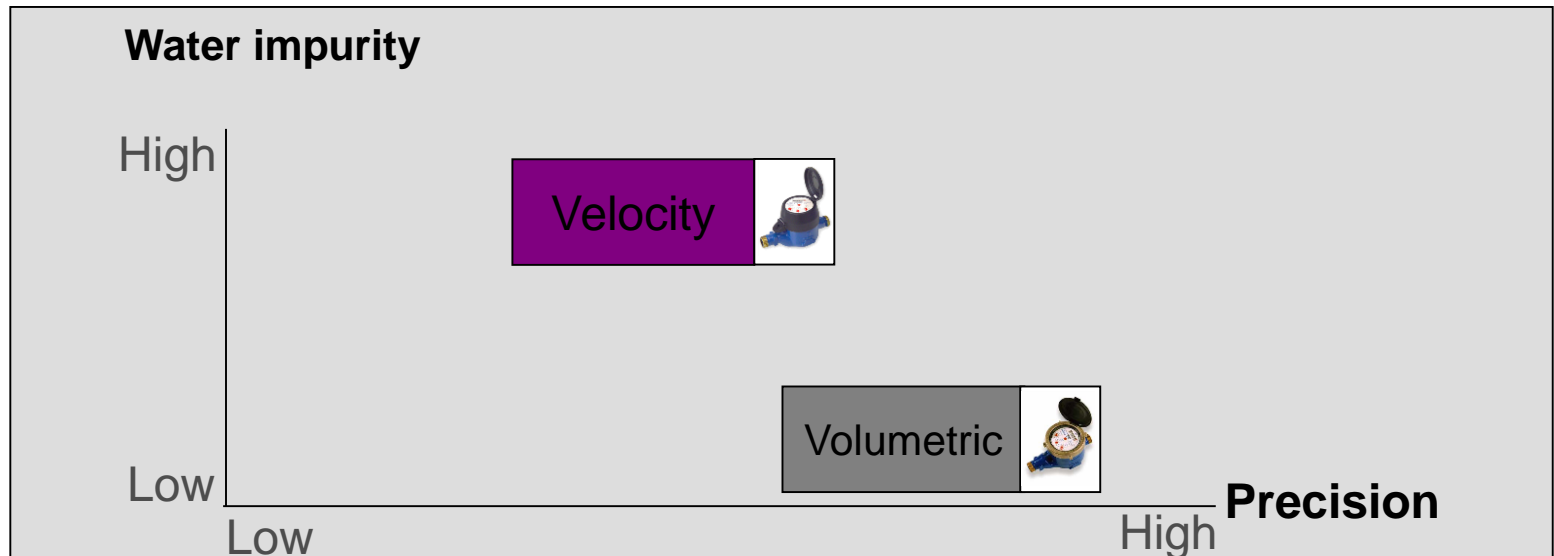 Water impurity
High
Velocity
Volumetric
Low
Precision
Low
High